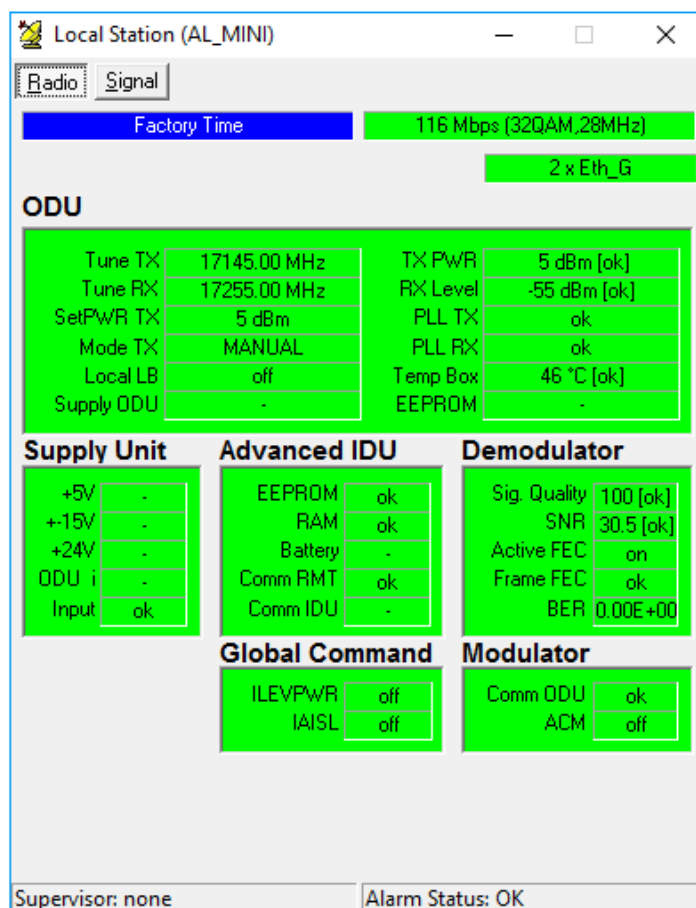 Local Station (AL_MINI)
Radio Signal
Factory Time 116 Mbps (32QAM,28MHz)
2 x Eth_G
ODU
Tune TX 17145.00 MHz TX PWR 5 dBm [ok]
Tune RX 17255.00 MHz RX Level -55 dBm [ok]
SetPWR TX 5 dBm PLL TX ok
Mode TX MANUAL PLL RX ok
Local LB off Temp Box 46 °C [ok]
Supply ODU - EEPROM -
Supply Unit
+5V -
+-15V -
+24V -
ODU i -
Input ok
Advanced IDU
EEPROM ok
RAM ok
Battery -
Comm RMT ok
Comm IDU -
Demodulator
Sig. Quality 100 [ok]
SNR 30.5 [ok]
Active FEC on
Frame FEC ok
BER 0.00E+00
Global Command
ILEVPWR off
IAISL off
Modulator
Comm ODU ok
ACM off
Supervisor: none Alarm Status: OK